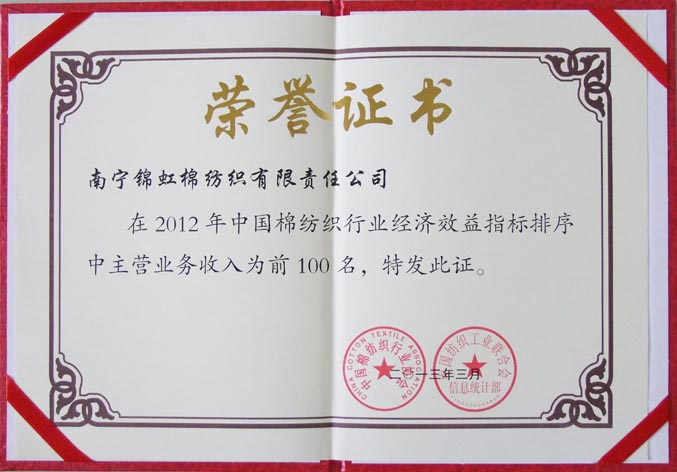 荣誉证书
南宁锦虹棉纺织有限责任公司
在2012年中国棉纺织行业经济效益指标排序
中主营业务收入为前100名，特发此证。
CHINA COTTON TEXTILE ASSOCIATION
中国棉纺织行业协会
中国纺织工业联合会
信息统计部
二〇一三年三月